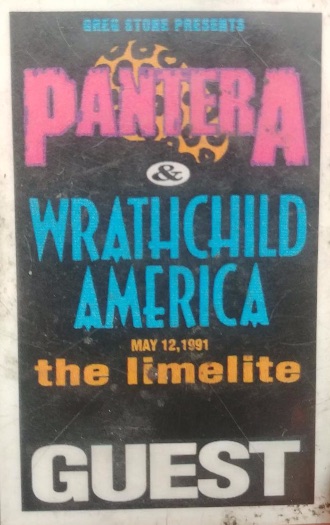 GREG STONE PRESENTS
PANTERA
&
WRATHCHILD
AMERICA
MAY 12, 1991
the limelite
GUEST